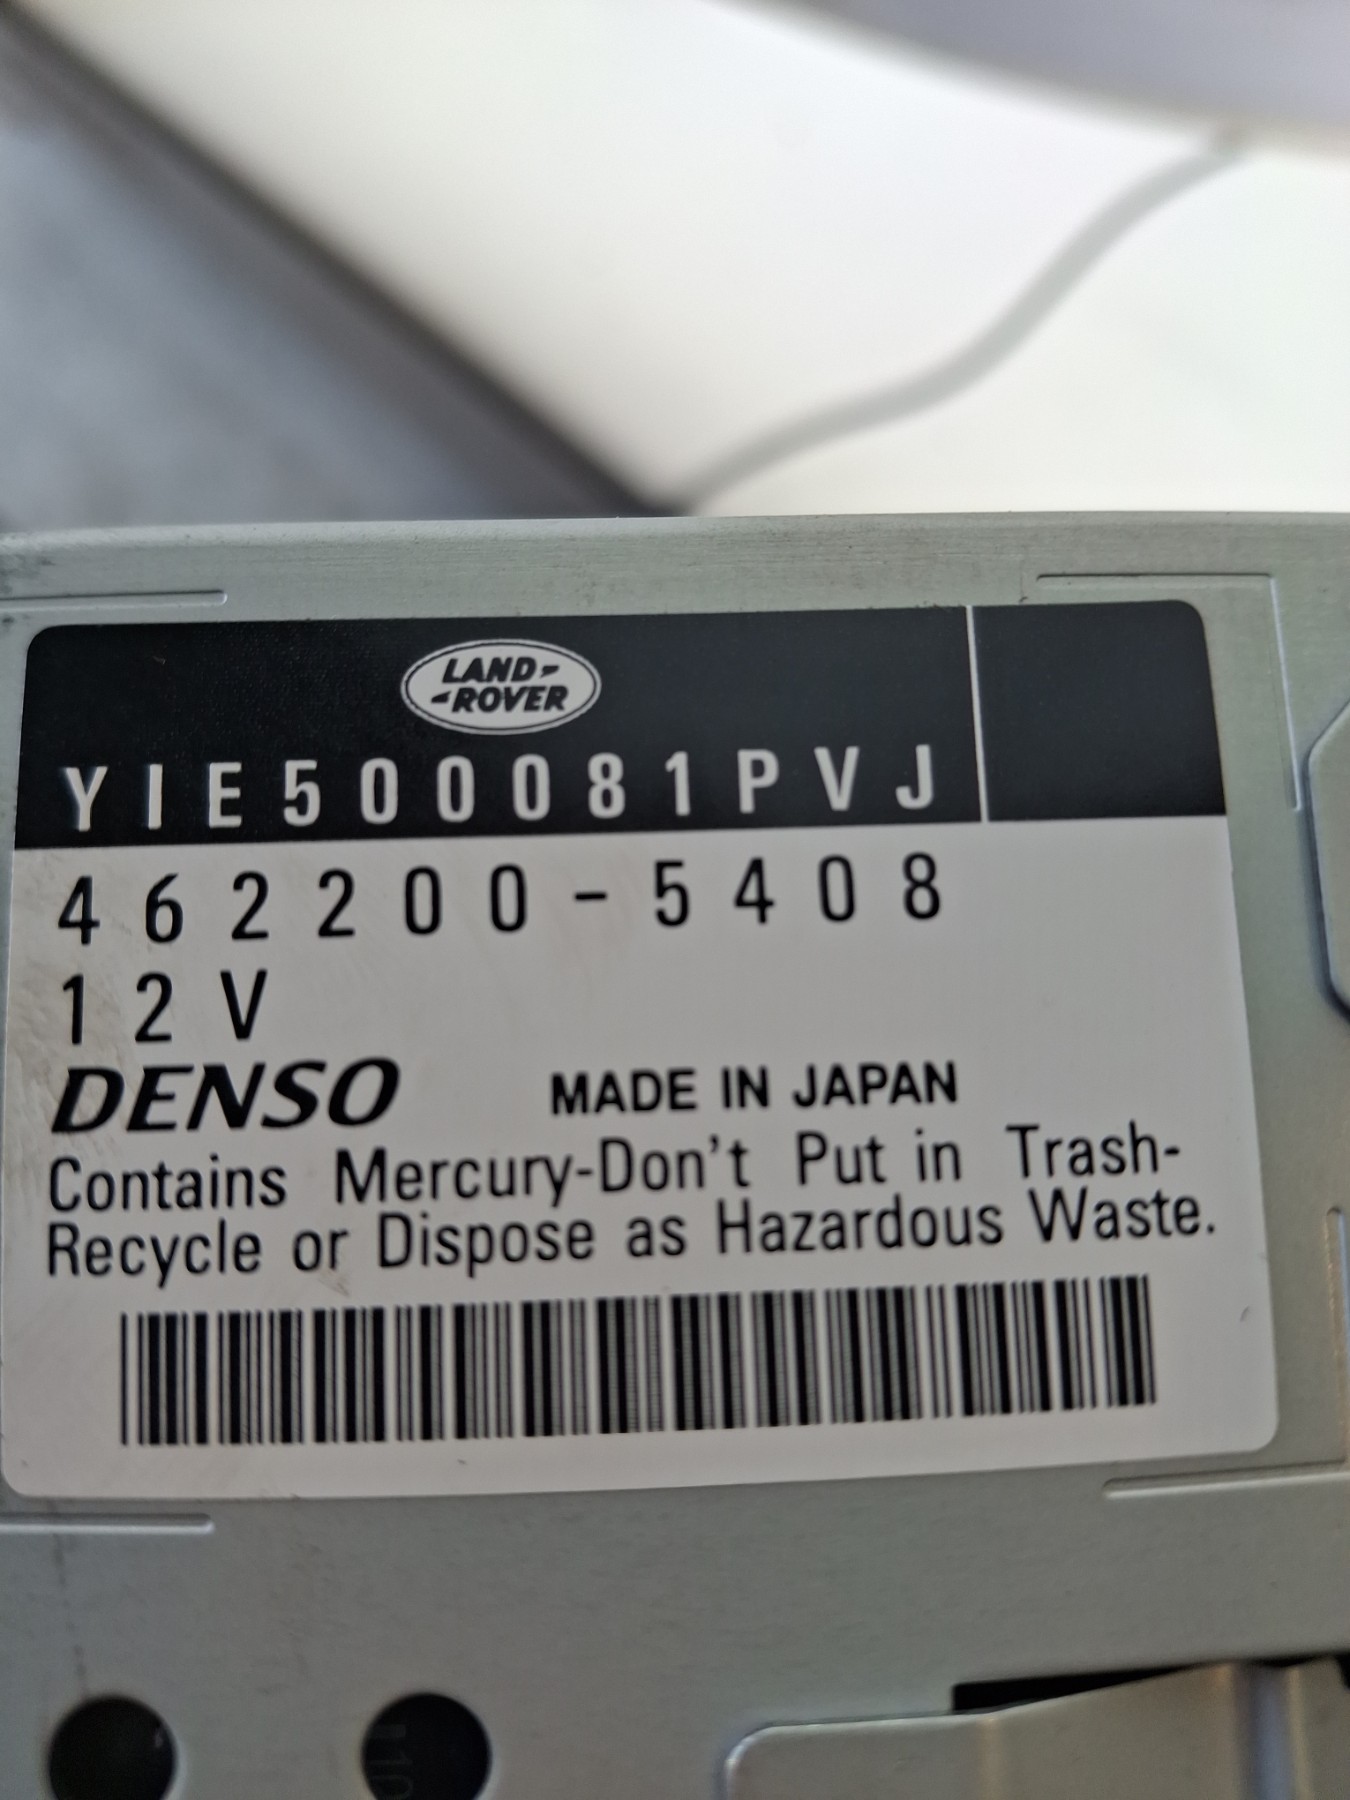 LAND-
-ROVER
YIE500081PVJ
462200-5408
12V
DENSO MADE IN JAPAN
Contains Mercury-Don't Put in Trash-
Recycle or Dispose as Hazardous Waste.